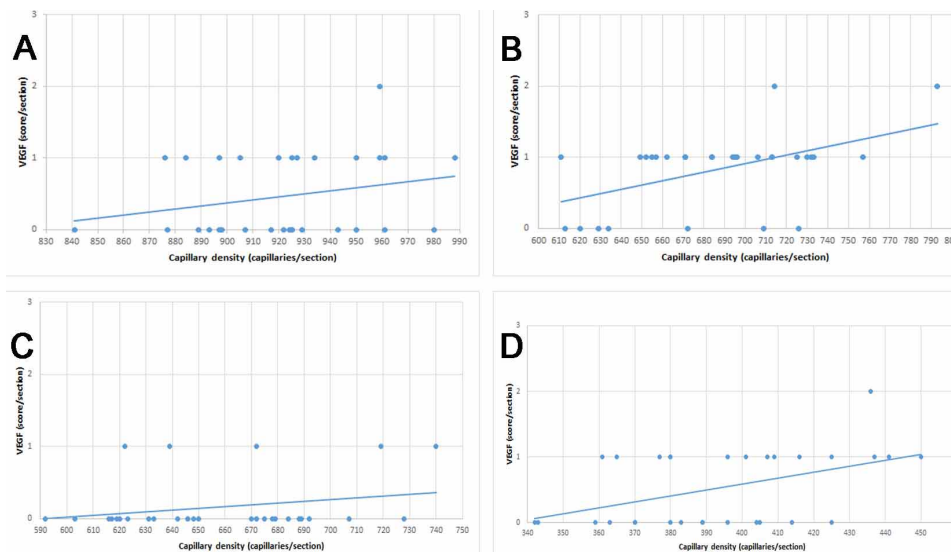 A
VEGF (score/section)
3
2
1
0
830 840 850 860 870 880 890 900 910 920 930 940 950 960 970 980 990
Capillary density (capillaries/section)
B
VEGF (score/section)
3
2
1
0
600 610 620 630 640 650 660 670 680 690 700 710 720 730 740 750 760 770 780 790
Capillary density (capillaries/section)
C
VEGF (score/section)
3
2
1
0
590 600 610 620 630 640 650 660 670 680 690 700 710 720 730 740 750
Capillary density (capillaries/section)
D
VEGF (score/section)
3
2
1
0
340 350 360 370 380 390 400 410 420 430 440 450
Capillary density (capillaries/section)